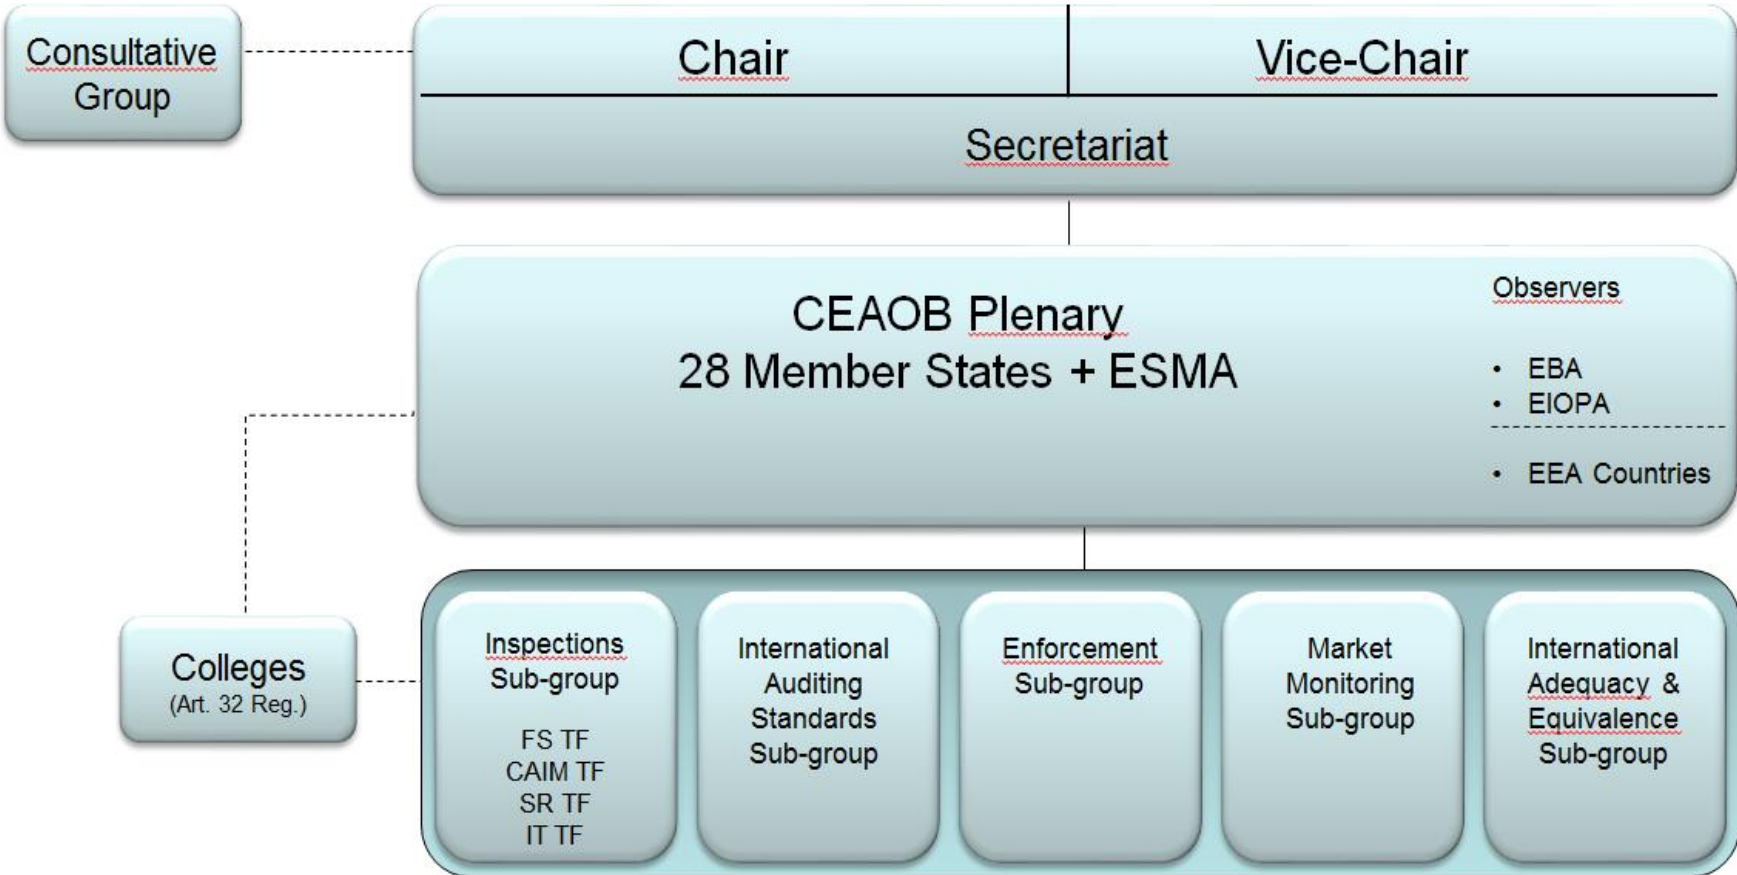 Consultative
Group
Chair
Vice-Chair
Secretariat
CEAOB Plenary
28 Member States + ESMA
Observers
• EBA
• EIOPA
• EEA Countries
Colleges
(Art. 32 Reg.)
Inspections
Sub-group
FS TF
CAIM TF
SR TF
IT TF
International
Auditing
Standards
Sub-group
Enforcement
Sub-group
Market
Monitoring
Sub-group
International
Adequacy &
Equivalence
Sub-group